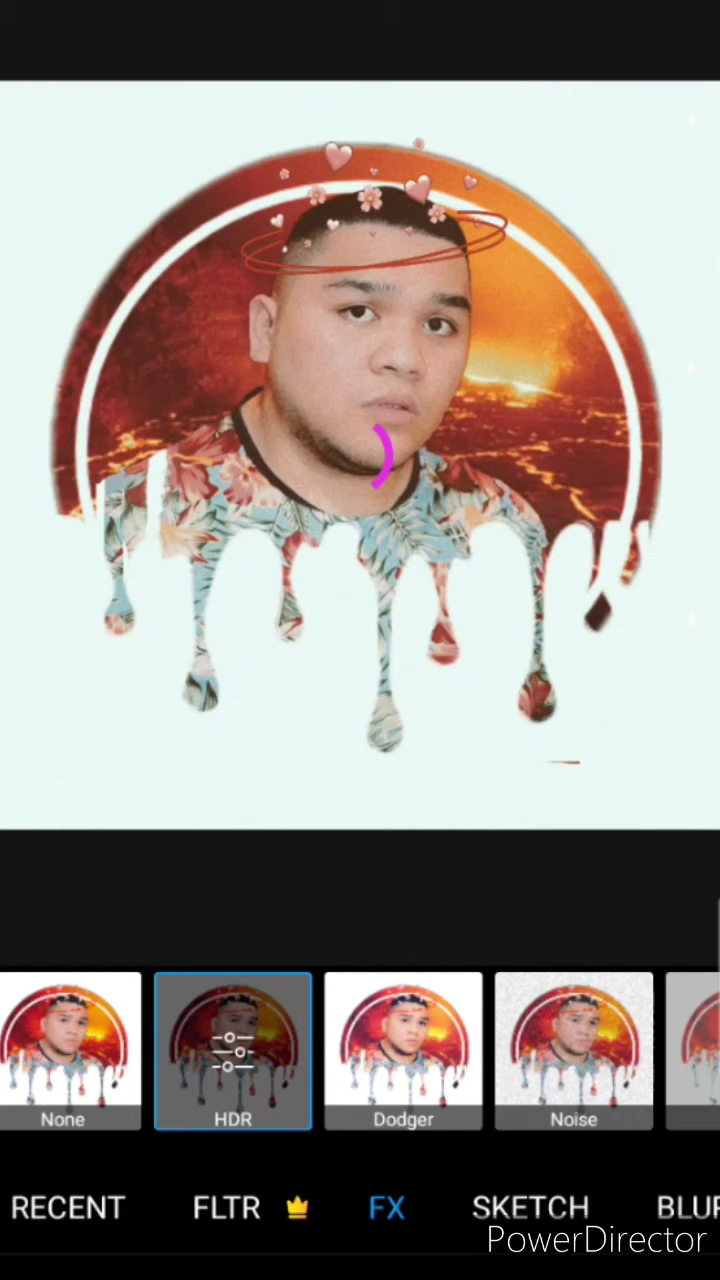 None
HDR
Dodger
Noise
RECENT
FLTR
FX
SKETCH
BLUR
PowerDirector